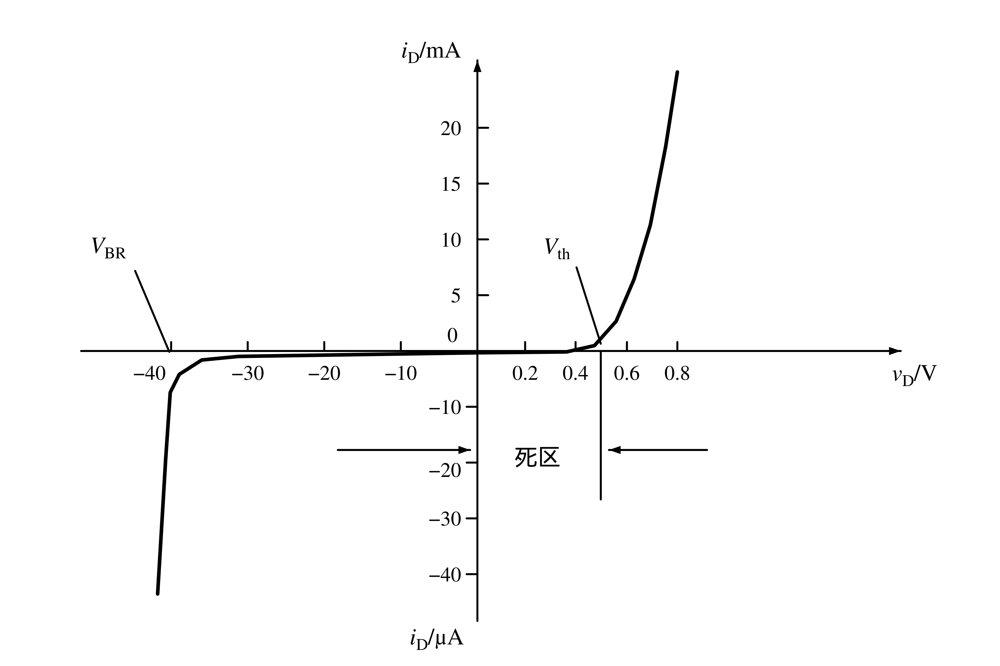 iD/mA
20
15
10
5
0
VBR
Vth
−40
−30
−20
−10
0.2
0.4
0.6
0.8
vD/V
−10
死区
−20
−30
−40
iD/μA